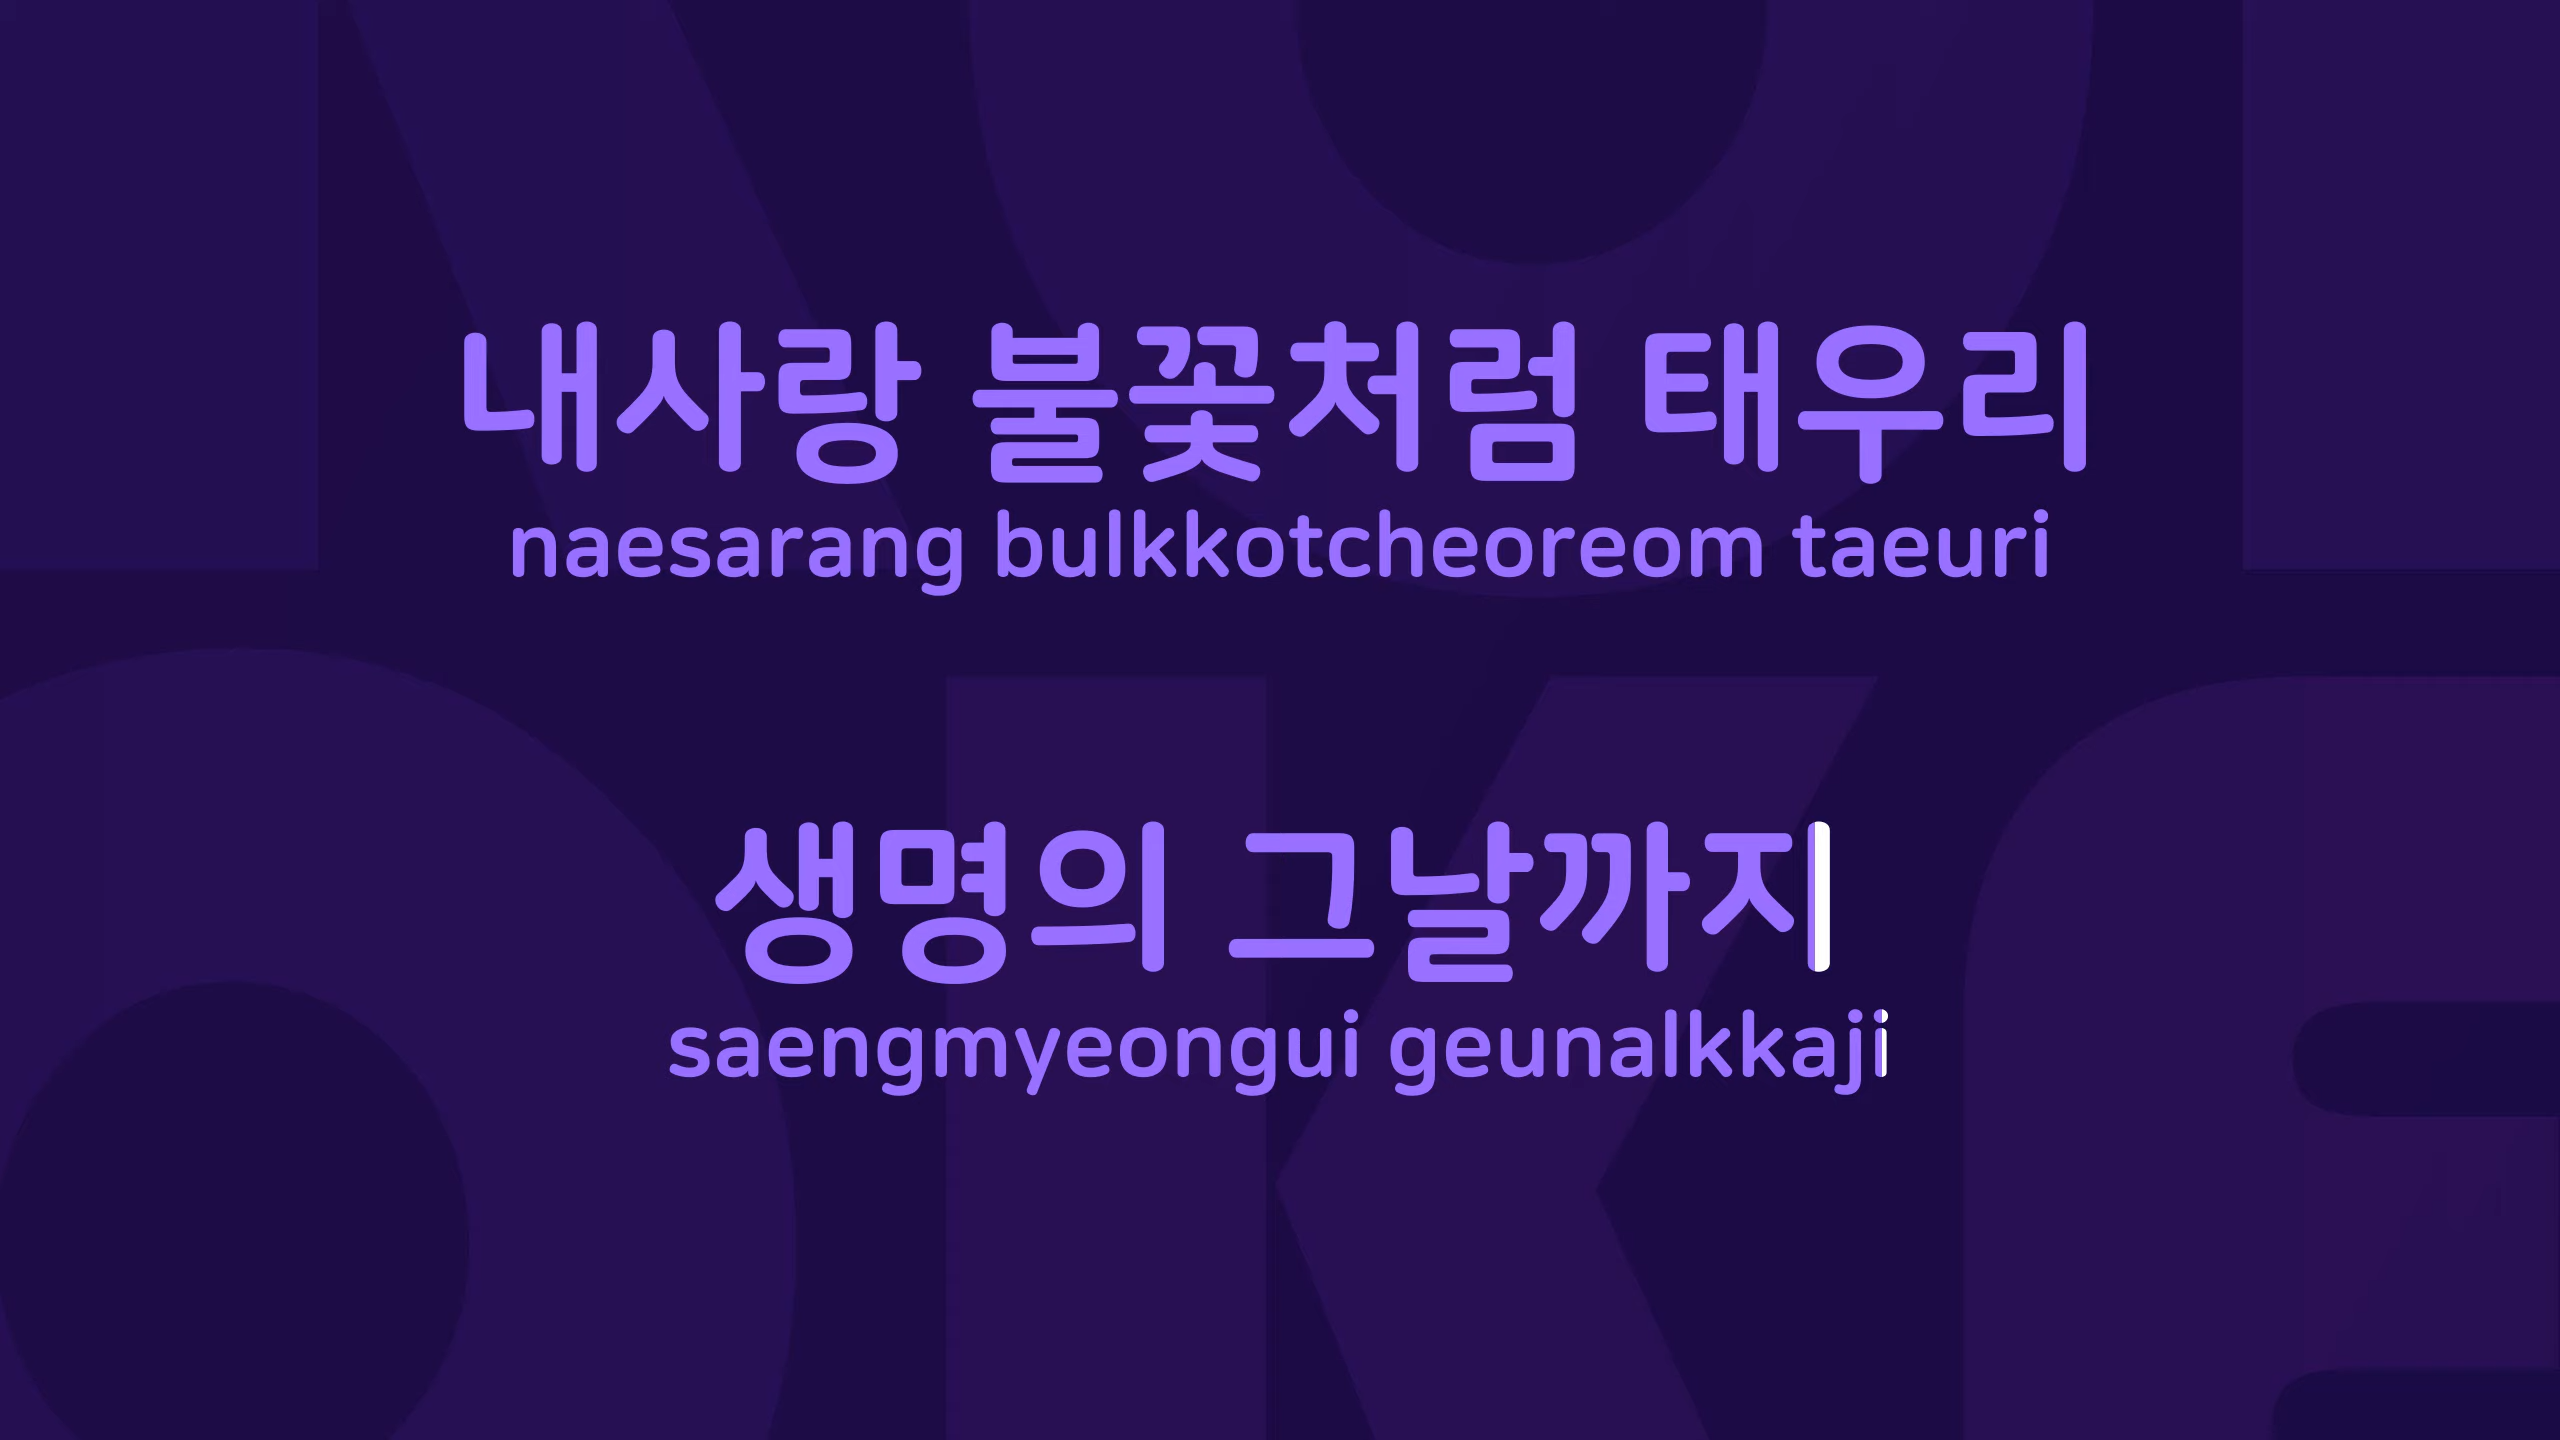 내사랑 불꽃처럼 태우리
naesarang bulkkotcheoreom taeuri
생명의 그날까지
saengmyeongui geunalkkaji